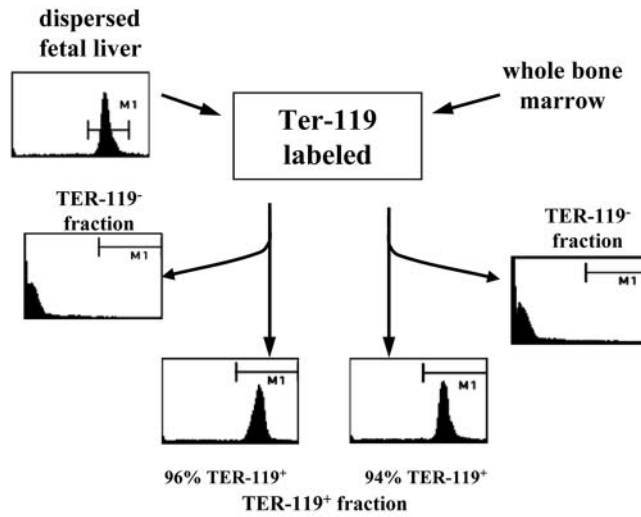 dispersed
fetal liver
M1
Ter-119
labeled
whole bone
marrow
TER-119⁻
fraction
M1
TER-119⁻
fraction
M1
M1
M1
96% TER-119⁺
94% TER-119⁺
TER-119⁺ fraction